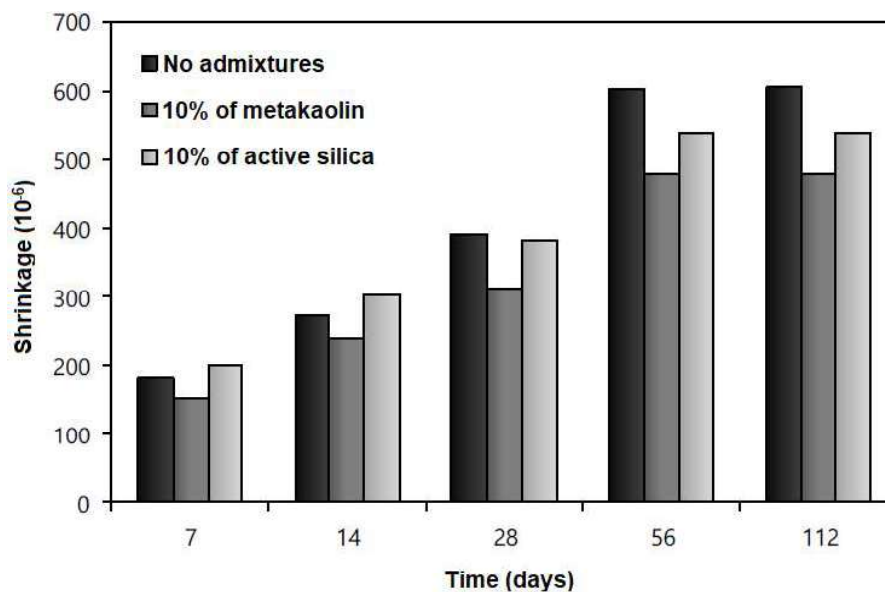 700
600
500
400
300
200
100
0
Shrinkage (10⁻⁶)
No admixtures
10% of metakaolin
10% of active silica
7 14 28 56 112
Time (days)